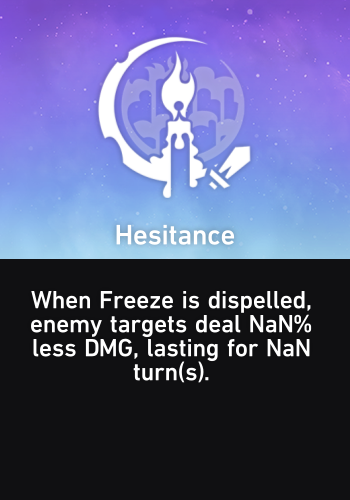 Hesitance
When Freeze is dispelled,
enemy targets deal NaN%
less DMG, lasting for NaN
turn(s).